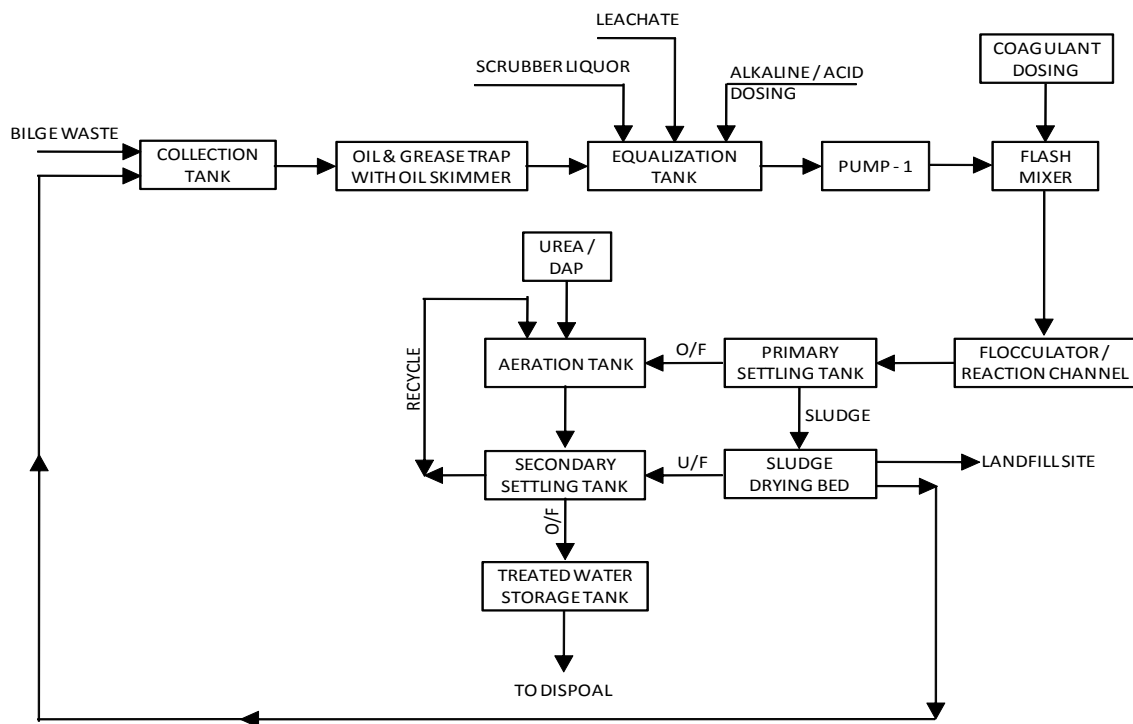 LEACHATE
COAGULANT
DOSING
SCRUBBER LIQUOR
ALKALINE / ACID
DOSING
BILGE WASTE
COLLECTION
TANK
OIL & GREASE TRAP
WITH OIL SKIMMER
EQUALIZATION
TANK
PUMP - 1
FLASH
MIXER
UREA /
DAP
RECYCLE
AERATION TANK
O/F
PRIMARY
SETTLING TANK
FLOCCULATOR /
REACTION CHANNEL
SLUDGE
SECONDARY
SETTLING TANK
U/F
SLUDGE
DRYING BED
LANDFILL SITE
O/F
TREATED WATER
STORAGE TANK
TO DISPOAL